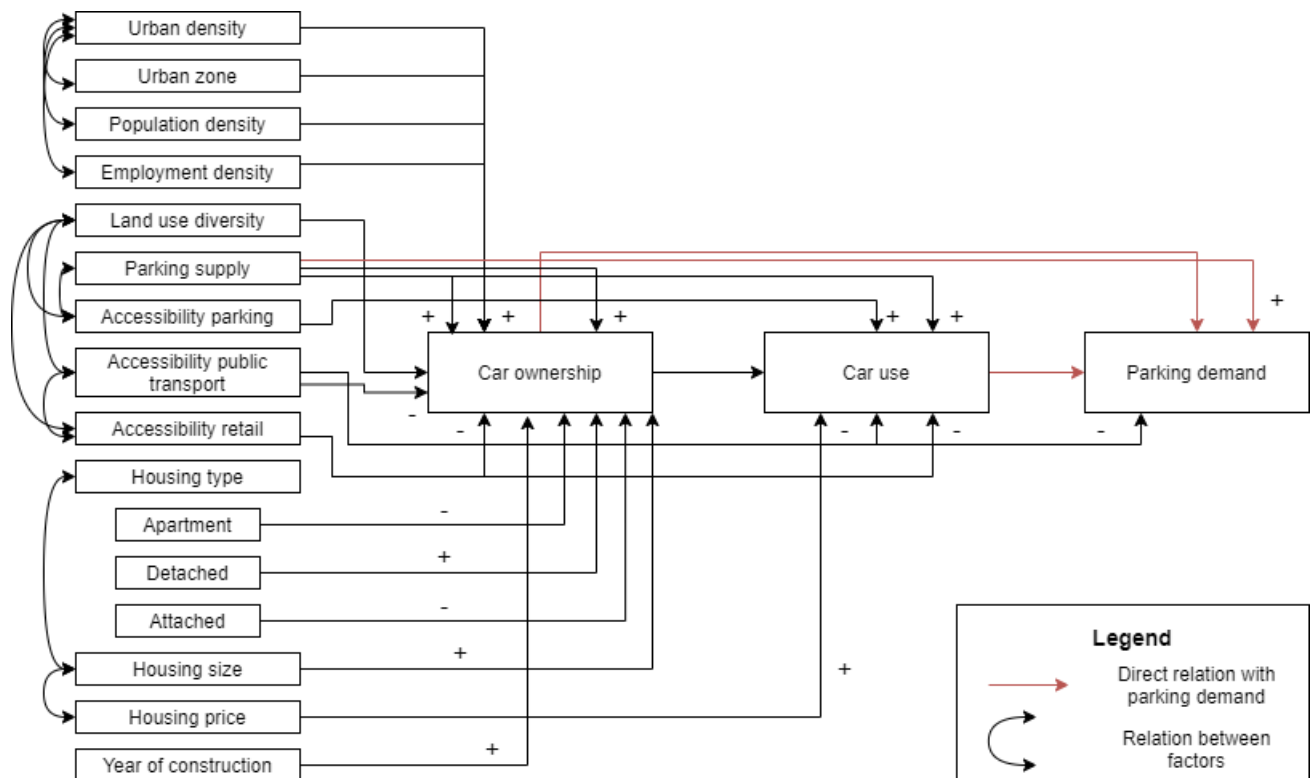 Urban density
Urban zone
Population density
Employment density
Land use diversity
Parking supply
Accessibility parking
+
+
+
+
+
+
Accessibility public
transport
Car ownership
Car use
Parking demand
-
Accessibility retail
-
-
-
-
Housing type
Apartment
-
Detached
+
Attached
-
Housing size
+
+
Housing price
Year of construction
+
Legend
Direct relation with
parking demand
Relation between
factors